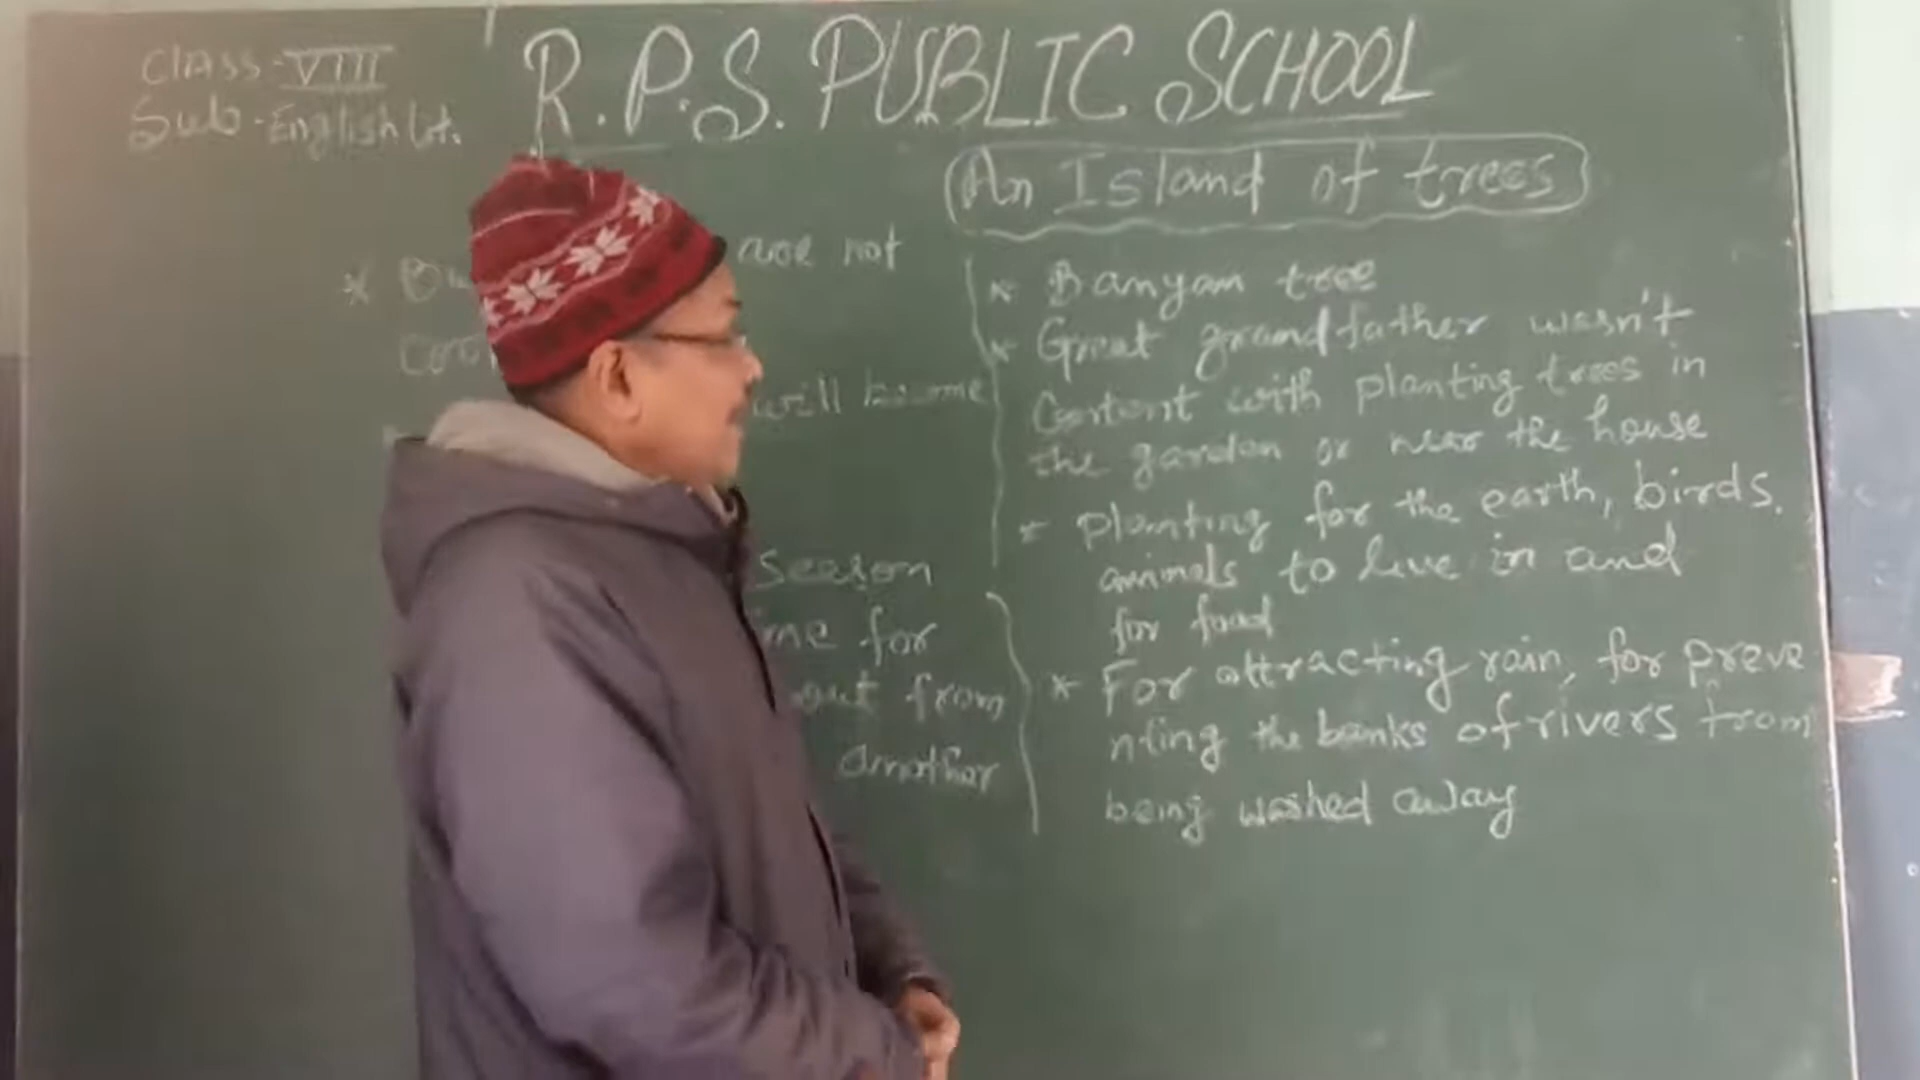 Class-VIII
Sub-English Lit.
R.P.S. PUBLIC SCHOOL
An Island of trees
are not
will become
Season
for
out from
another
* Banyan tree
* Great grandfather wasn't
Content with planting trees in
the garden or near the house
* planting for the earth, birds.
animals to live in and
for food
* For attracting rain, for preve
nting the banks of rivers from
being washed away